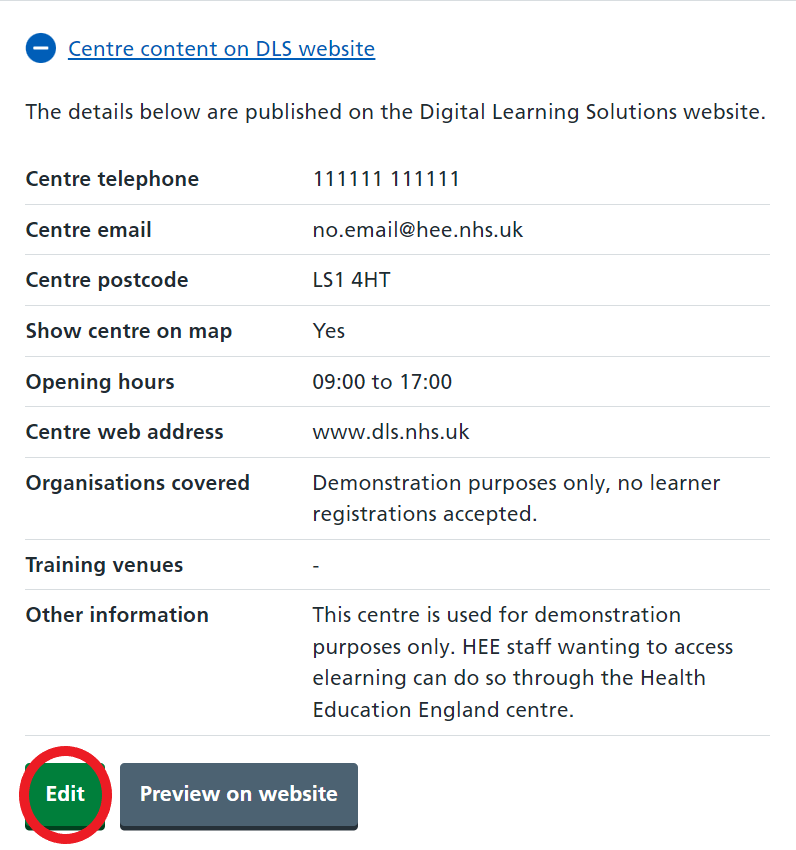 Centre content on DLS website
The details below are published on the Digital Learning Solutions website.
Centre telephone 111111 111111
Centre email no.email@hee.nhs.uk
Centre postcode LS1 4HT
Show centre on map Yes
Opening hours 09:00 to 17:00
Centre web address www.dls.nhs.uk
Organisations covered Demonstration purposes only, no learner
registrations accepted.
Training venues -
Other information This centre is used for demonstration
purposes only. HEE staff wanting to access
elearning can do so through the Health
Education England centre.
Edit Preview on website